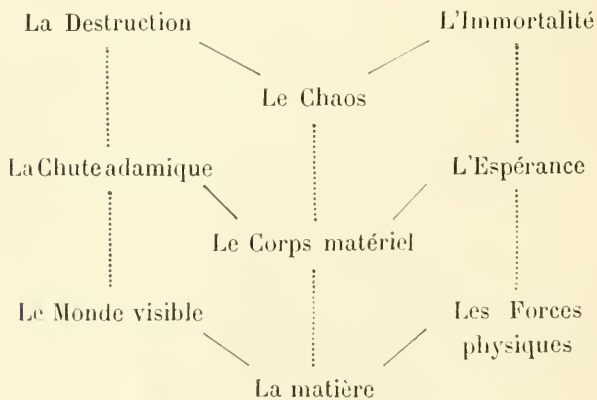 La Destruction
L'Immortalité
Le Chaos
La Chute adamique
L'Espérance
Le Corps matériel
Le Monde visible
Les Forces
physiques
La matière